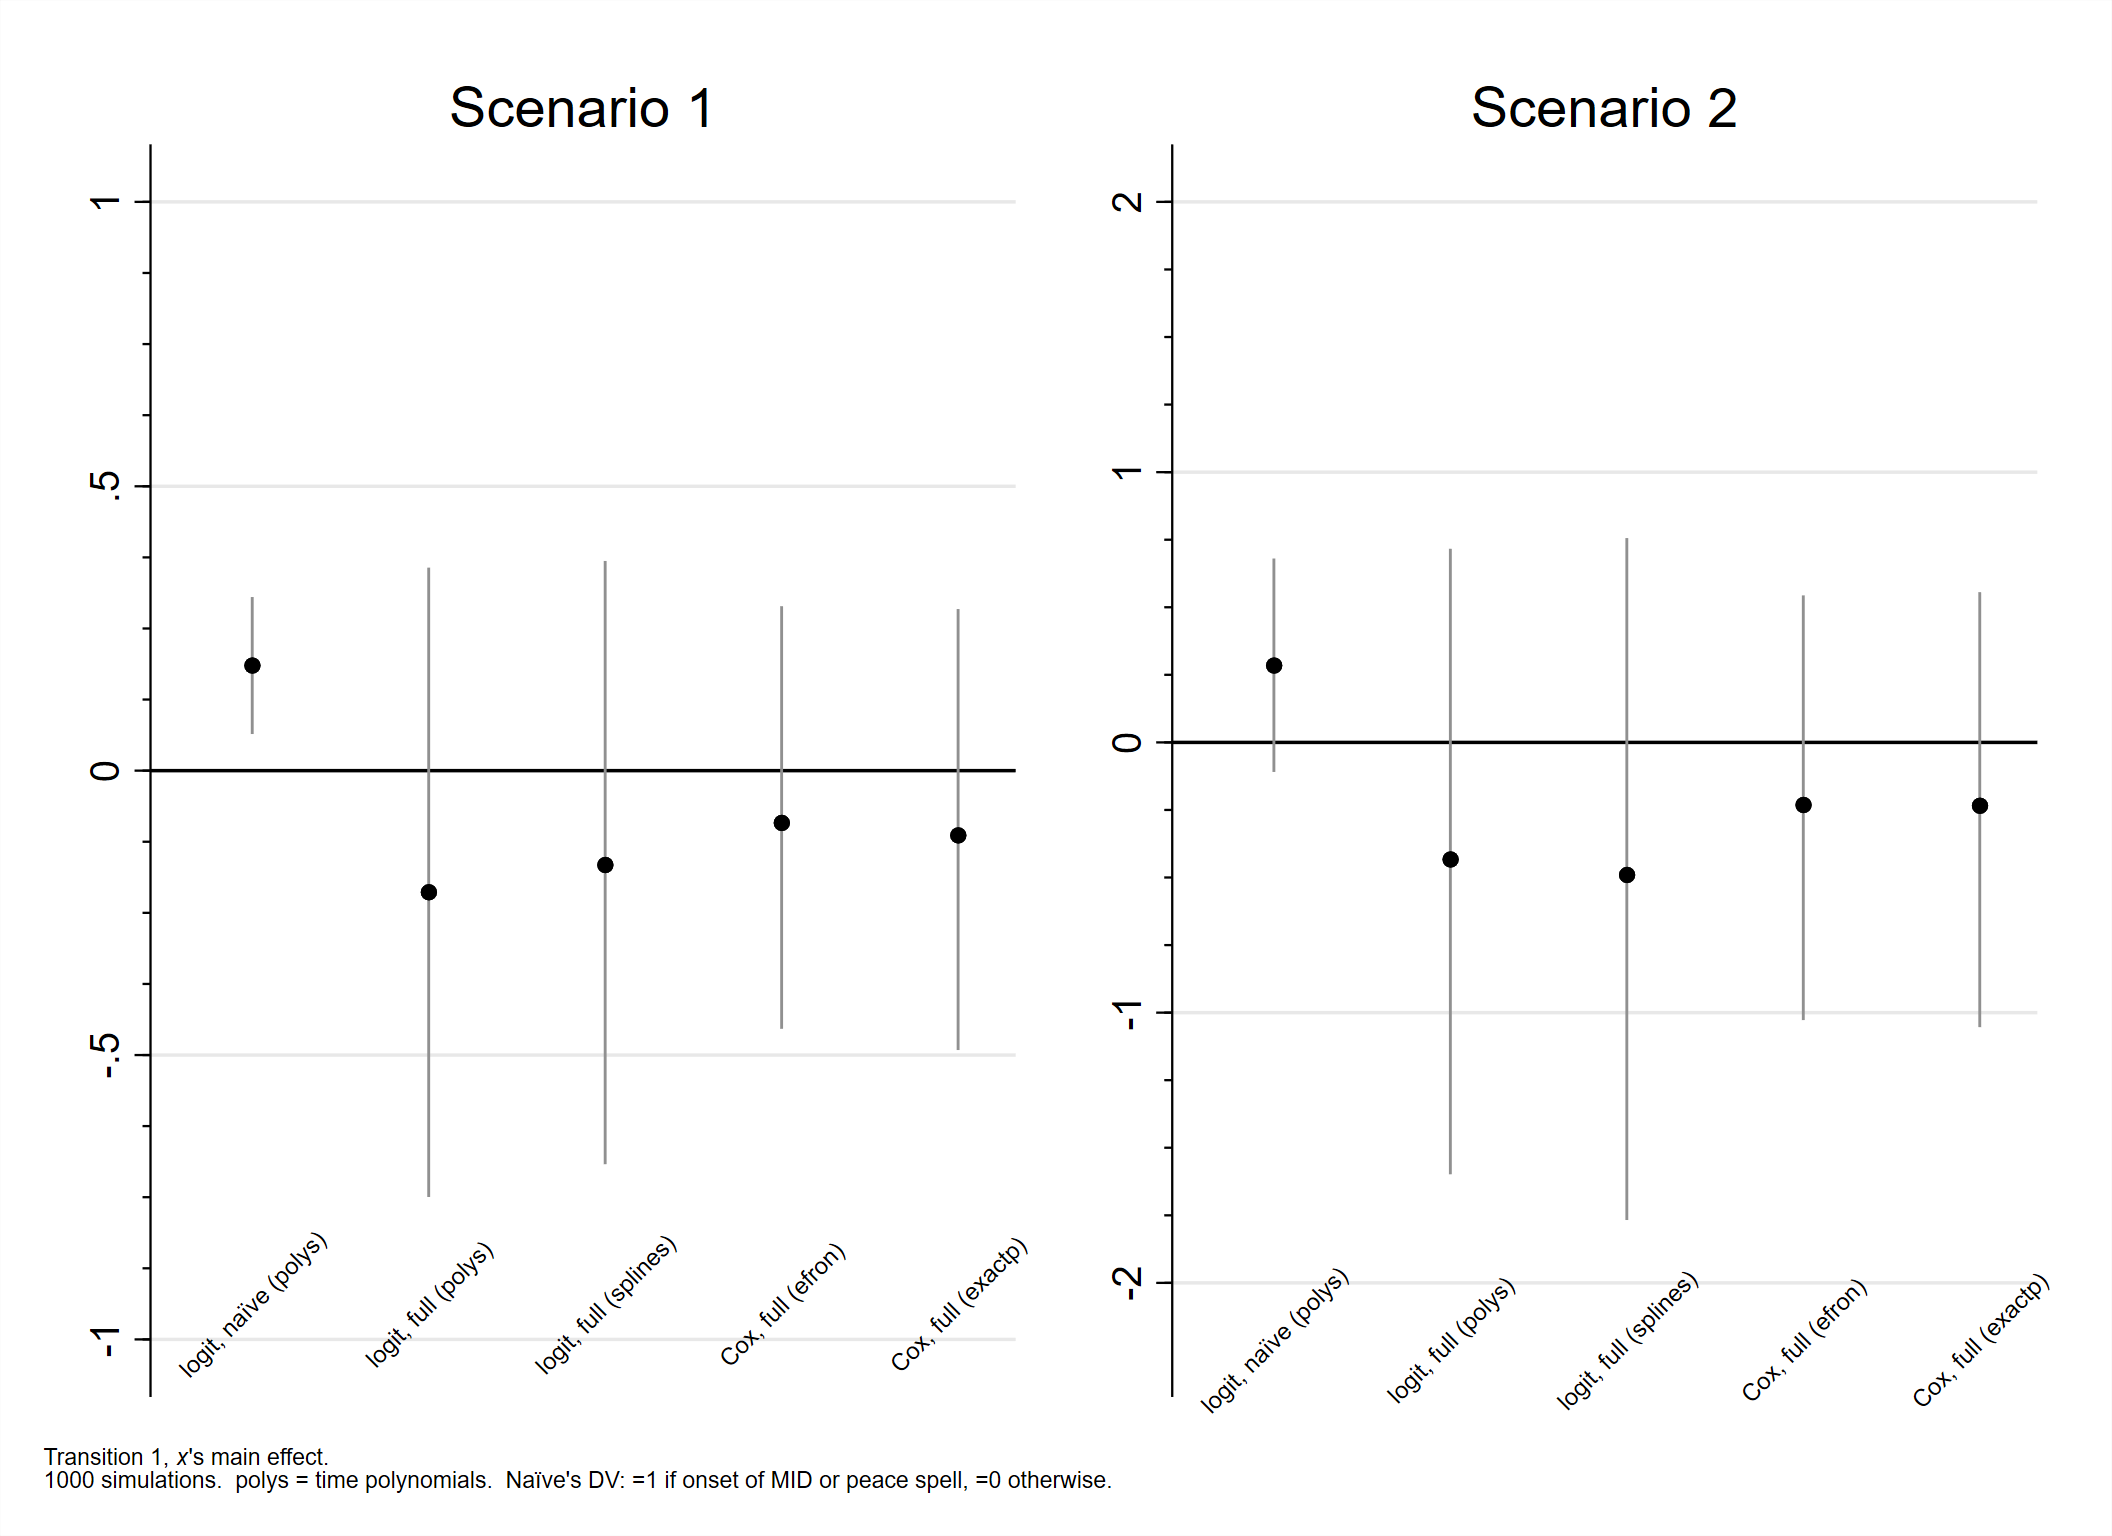 Scenario 1
1
.5
0
-.5
-1
logit, naïve (polys)
logit, full (polys)
logit, full (splines)
Cox, full (efron)
Cox, full (exactp)
Scenario 2
2
1
0
-1
-2
logit, naïve (polys)
logit, full (polys)
logit, full (splines)
Cox, full (efron)
Cox, full (exactp)
Transition 1, x's main effect.
1000 simulations.  polys = time polynomials.  Naïve's DV: =1 if onset of MID or peace spell, =0 otherwise.